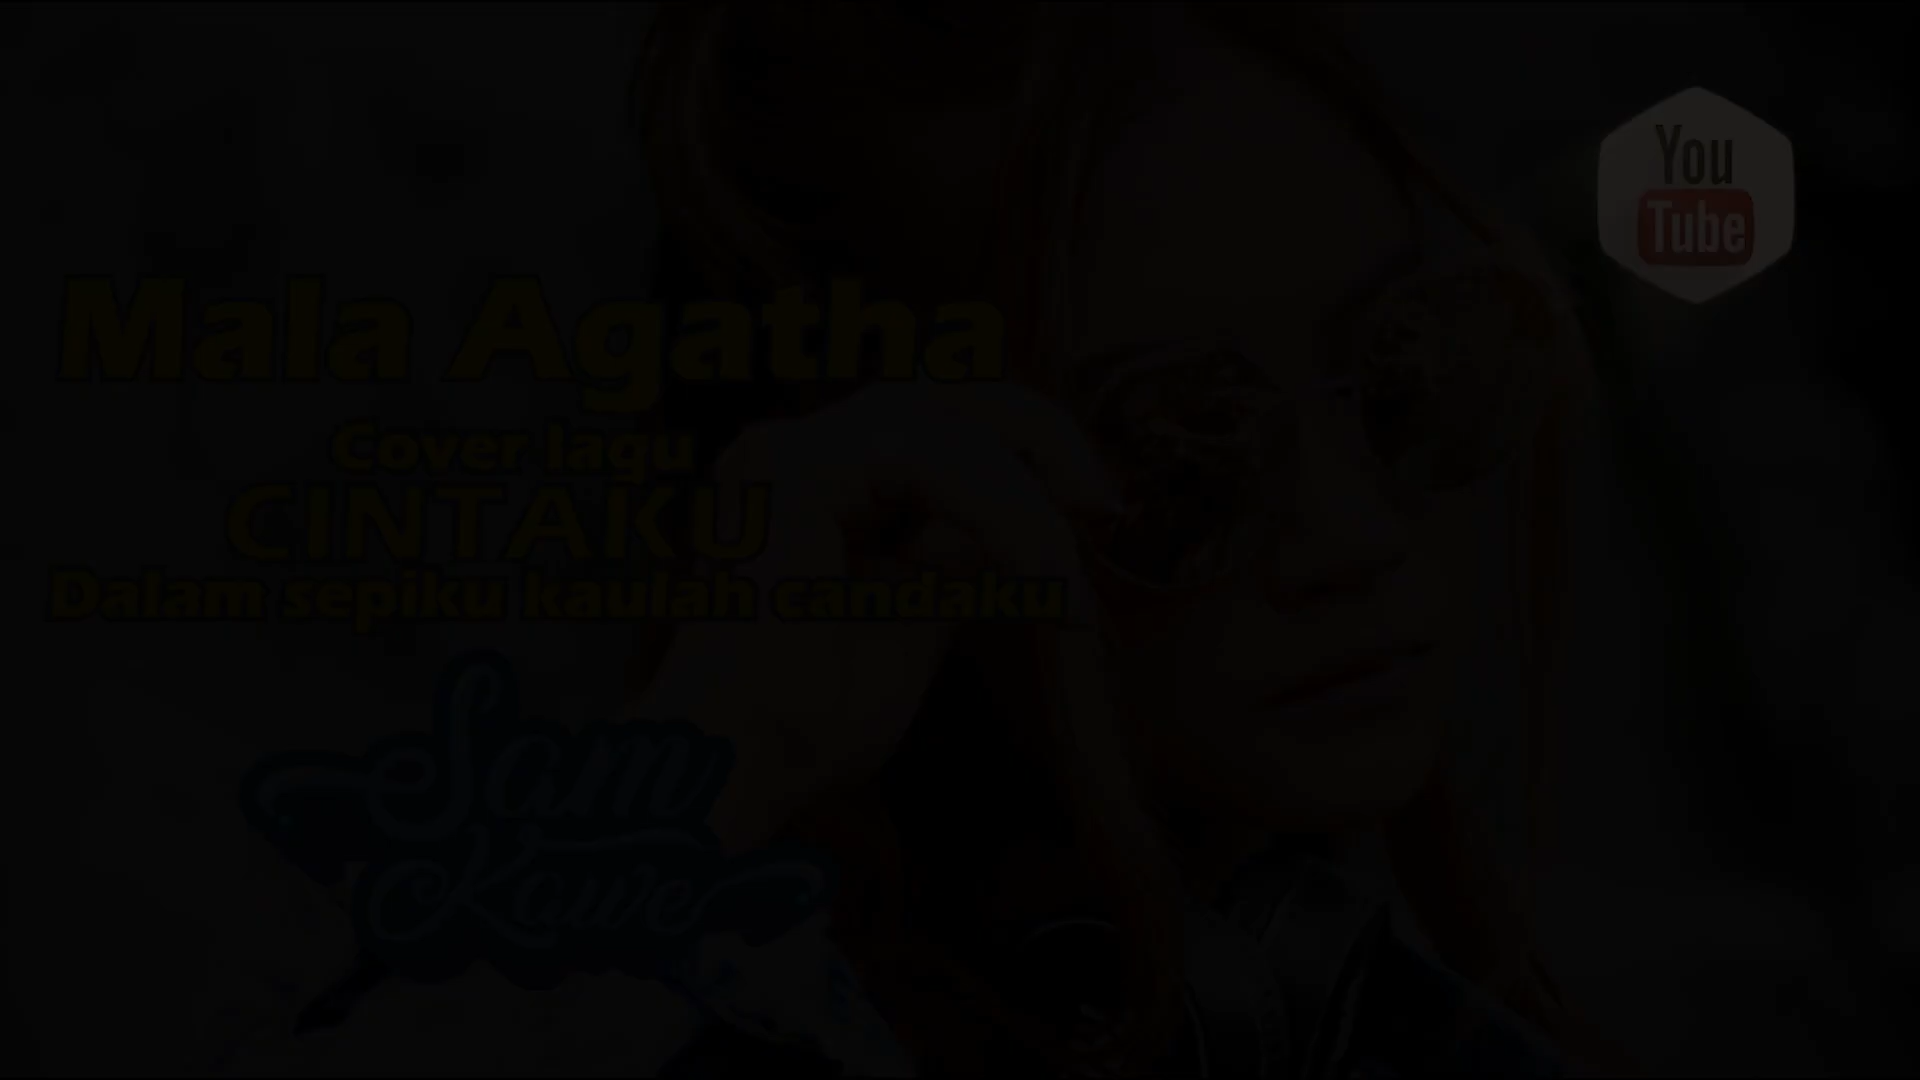 You
Tube
Mala Agatha
Cover lagu
CINTAKU
Dalam sepiku kaulah candaku
Sam
Kawe